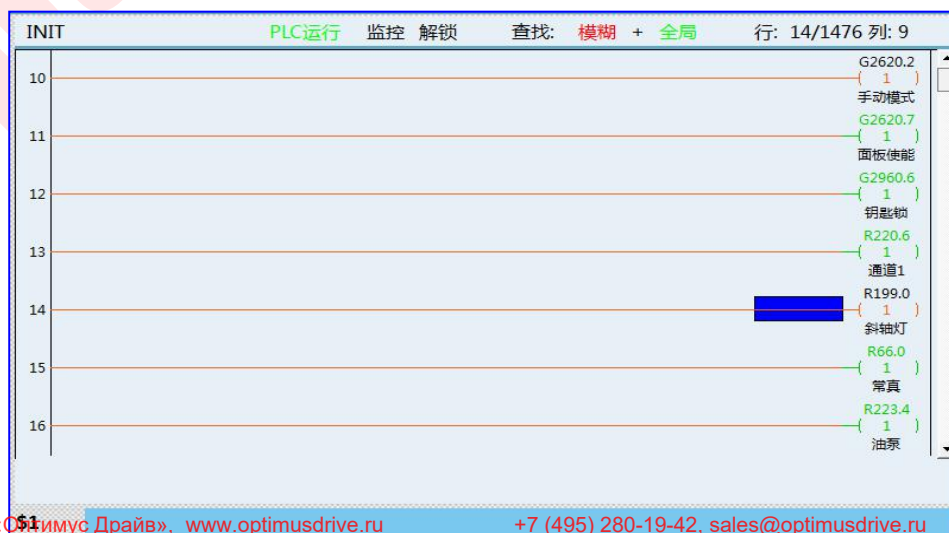 INIT PLC运行 监控 解锁 查找: 模糊 + 全局 行: 14/1476 列: 9
G2620.2
10 ( 1 )
手动模式
G2620.7
11 ( 1 )
面板使能
G2960.6
12 ( 1 )
钥匙锁
R220.6
13 ( 1 )
通道1
R199.0
14 ( 1 )
斜轴灯
R66.0
15 ( 1 )
常真
R223.4
16 ( 1 )
油泵
$1
Драйв», www.optimusdrive.ru +7 (495) 280-19-42, sales@optimusdrive.ru